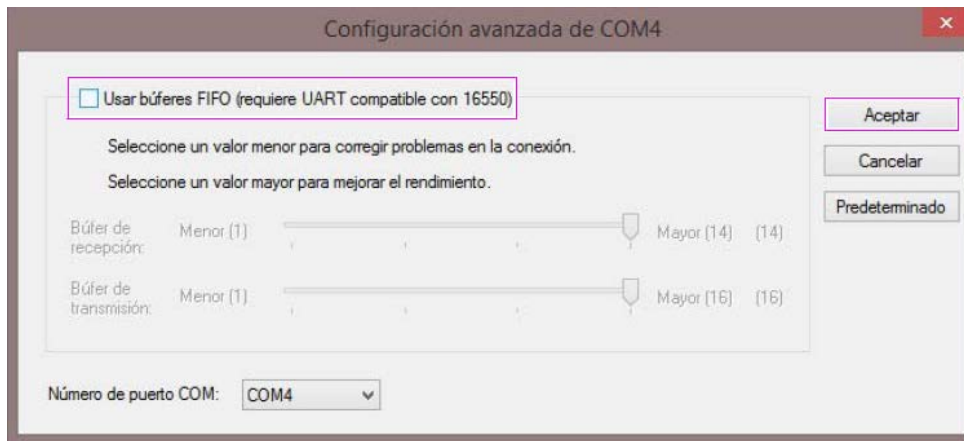 Configuración avanzada de COM4
Usar búferes FIFO (requiere UART compatible con 16550)
Aceptar
Seleccione un valor menor para corregir problemas en la conexión.
Cancelar
Seleccione un valor mayor para mejorar el rendimiento.
Predeterminado
Búfer de
recepción:
Menor (1)
Mayor (14)
(14)
Búfer de
transmisión:
Menor (1)
Mayor (16)
(16)
Número de puerto COM:
COM4